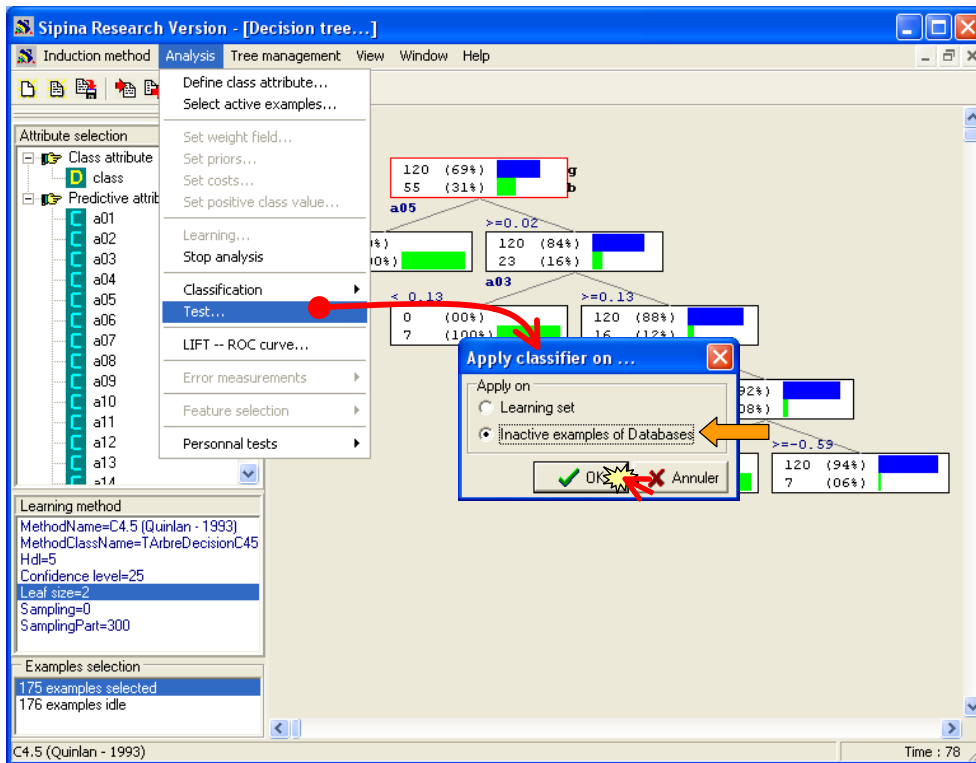 Sipina Research Version - [Decision tree...]
Induction method Analysis Tree management View Window Help
Define class attribute...
Select active examples...
Set weight field...
Set priors...
Set costs...
Set positive class value...
Learning...
Stop analysis
Classification
Test...
LIFT -- ROC curve...
Error measurements
Feature selection
Personnal tests
Attribute selection
Class attribute
D class
Predictive attrib
C a01
C a02
C a03
C a04
C a05
C a06
C a07
C a08
C a09
C a10
C a11
C a12
C a13
C a14
120 (69%) g
55 (31%) b
a05
>=0.02
120 (84%)
23 (16%)
a03
< 0.13
0 (00%)
7 (100%)
>=0.13
120 (88%)
16 (12%)
92%)
08%)
>=-0.59
120 (94%)
7 (06%)
Apply classifier on ...
Apply on
Learning set
Inactive examples of Databases
OK
Annuler
Learning method
MethodName=C4.5 (Quinlan - 1993)
MethodClassName=TArbreDecisionC45
Hdl=5
Confidence level=25
Leaf size=2
Sampling=0
SamplingPart=300
Examples selection
175 examples selected
176 examples idle
C4.5 (Quinlan - 1993)
Time : 78